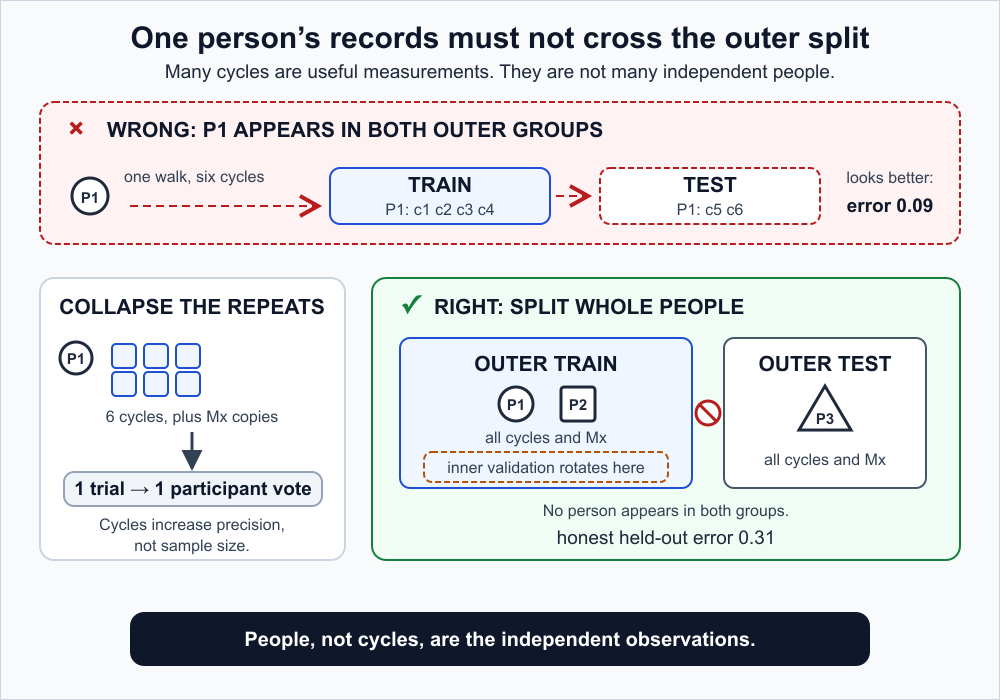 One person’s records must not cross the outer split
Many cycles are useful measurements. They are not many independent people.
WRONG: P1 APPEARS IN BOTH OUTER GROUPS
P1
one walk, six cycles
TRAIN
P1: c1 c2 c3 c4
TEST
P1: c5 c6
looks better:
error 0.09
COLLAPSE THE REPEATS
P1
6 cycles, plus Mx copies
1 trial → 1 participant vote
Cycles increase precision,
not sample size.
RIGHT: SPLIT WHOLE PEOPLE
OUTER TRAIN
P1
P2
all cycles and Mx
inner validation rotates here
OUTER TEST
P3
all cycles and Mx
No person appears in both groups.
honest held-out error 0.31
People, not cycles, are the independent observations.